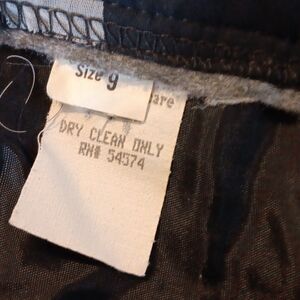 Size 9
are
DRY CLEAN ONLY
RN# 54574